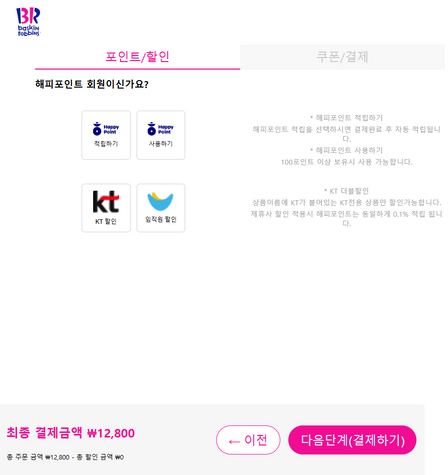 BR
baskin
robbins
포인트/할인
쿠폰/결제
해피포인트 회원이신가요?
Happy
Point
적립하기
Happy
Point
사용하기
* 해피포인트 적립하기
해피포인트 적립을 선택하시면 결제완료 후 자동 적립됩니
다.
* 해피포인트 사용하기
100포인트 이상 보유시 사용 가능합니다.
kt
KT 할인
임직원 할인
* KT 더블할인
상품이름에 KT가 붙어있는 KT전용 상품만 할인가능합니다.
제휴사 할인 적용시 해피포인트는 동일하게 0.1% 적립 됩니
다.
최종 결제금액 ₩12,800
총 주문 금액 ₩12,800 - 총 할인 금액 ₩0
← 이전
다음단계(결제하기)